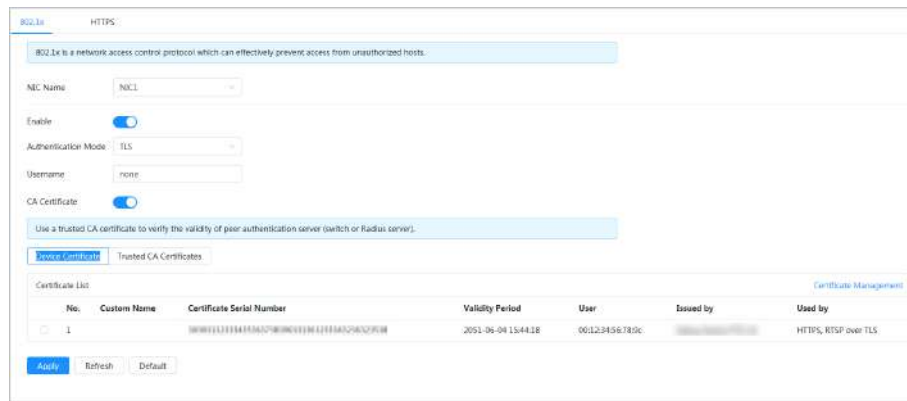 802.1x HTTPS
802.1x is a network access control protocol which can effectively prevent access from unauthorized hosts.
NIC Name NIC1
Enable
Authentication Mode TLS
Username none
CA Certificate
Use a trusted CA certificate to verify the validity of peer authentication server (switch or Radius server).
Device Certificate Trusted CA Certificates
Certificate List Certificate Management
No. Custom Name Certificate Serial Number Validity Period User Issued by Used by
1 2051-06-04 15:44:18 00:12:34:56:78:9c HTTPS, RTSP over TLS
Apply Refresh Default